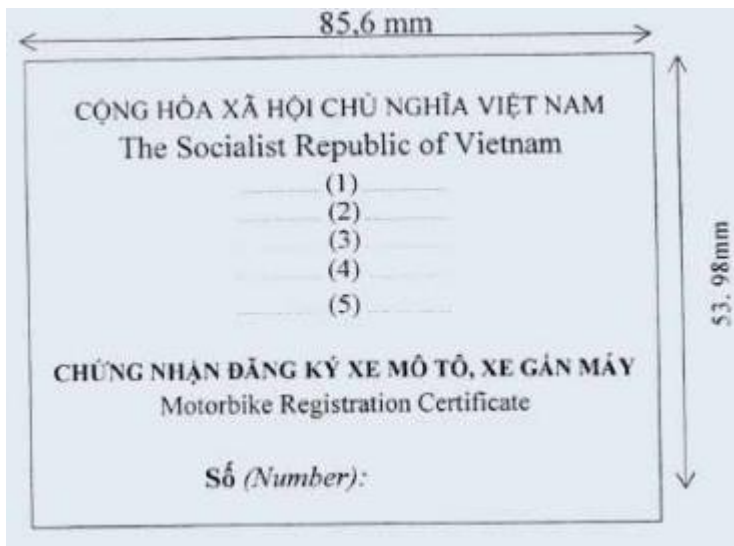 85,6 mm
CỘNG HÒA XÃ HỘI CHỦ NGHĨA VIỆT NAM
The Socialist Republic of Vietnam
(1)
(2)
(3)
(4)
(5)
53. 98mm
CHỨNG NHẬN ĐĂNG KÝ XE MÔ TÔ, XE GẮN MÁY
Motorbike Registration Certificate
Số (Number):